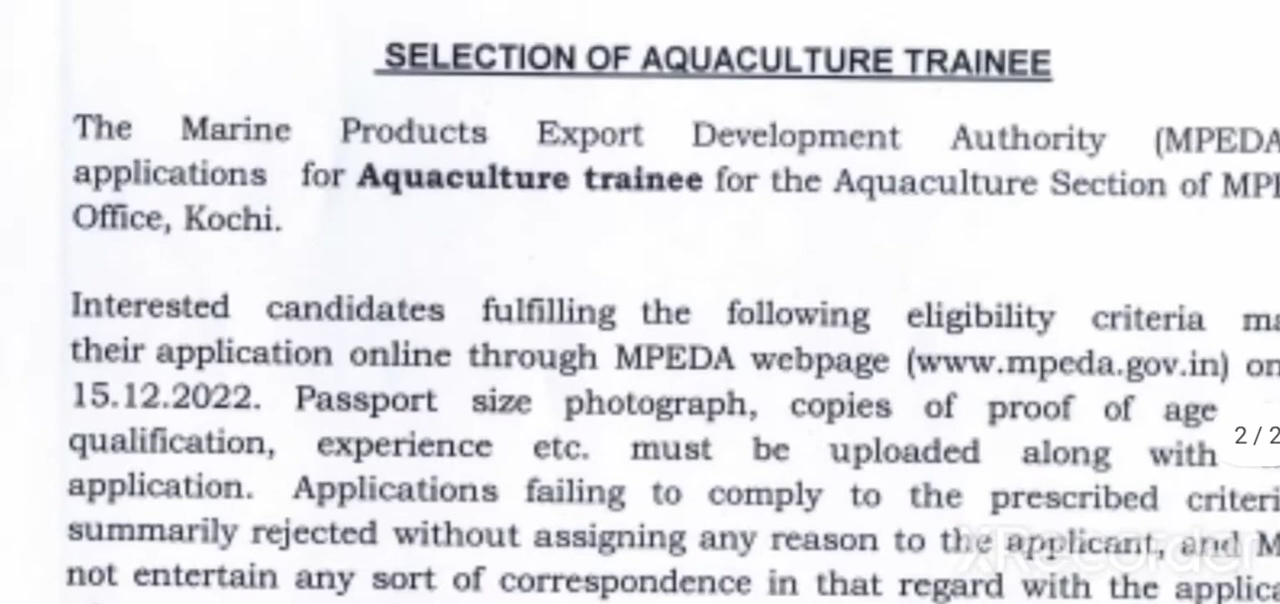 SELECTION OF AQUACULTURE TRAINEE
The Marine Products Export Development Authority (MPEDA
applications for Aquaculture trainee for the Aquaculture Section of
Office, Kochi.
Interested candidates fulfilling the following eligibility criteria
their application online through MPEDA webpage (www.mpeda.gov.in) on
15.12.2022. Passport size photograph, copies of proof of age
2/2
qualification, experience etc. must be uploaded along with
application. Applications failing to comply to the prescribed
summarily rejected without assigning any reason to the applicant, and
not entertain any sort of correspondence in that regard with the
XRecorder